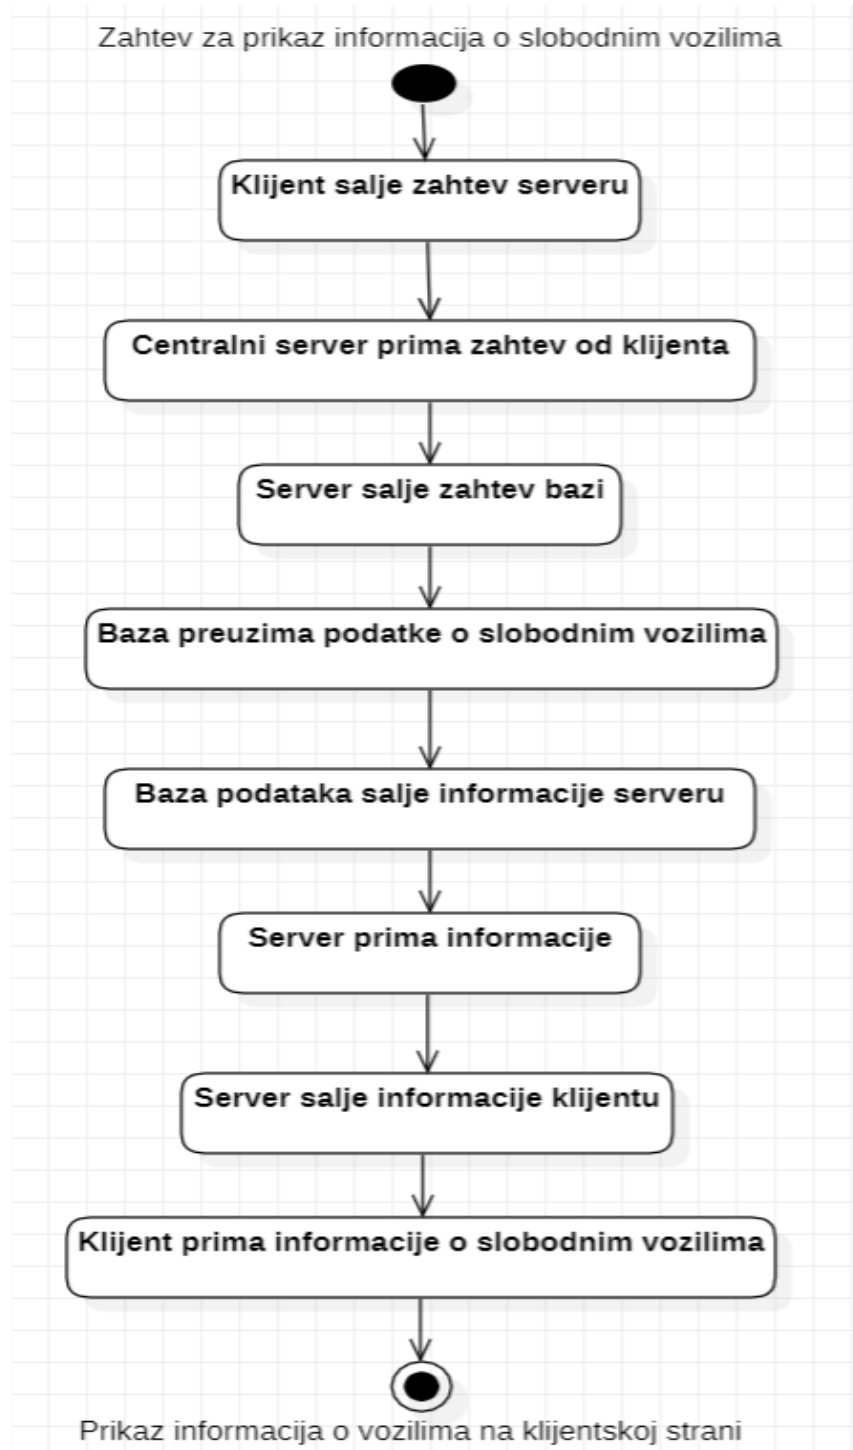 Zahtev za prikaz informacija o slobodnim vozilima
Klijent salje zahtev serveru
Centralni server prima zahtev od klijenta
Server salje zahtev bazi
Baza preuzima podatke o slobodnim vozilima
Baza podataka salje informacije serveru
Server prima informacije
Server salje informacije klijentu
Klijent prima informacije o slobodnim vozilima
Prikaz informacija o vozilima na klijentskoj strani